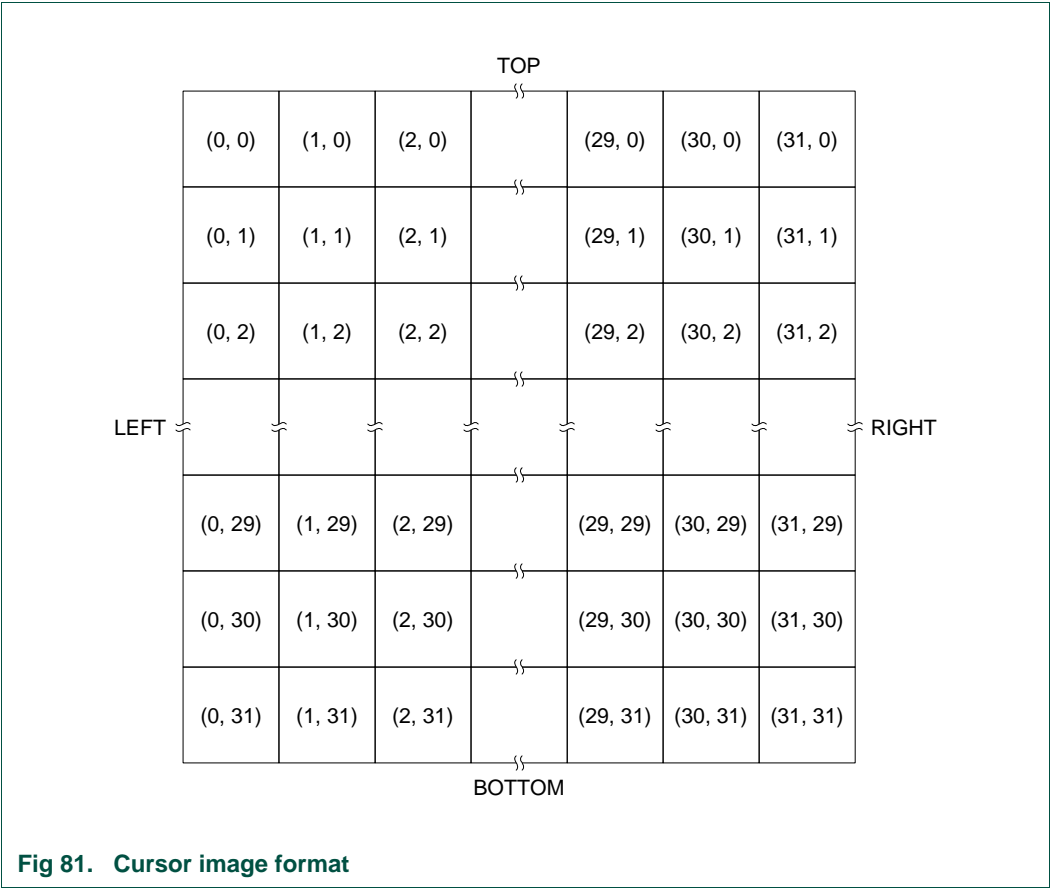 TOP
(0, 0) (1, 0) (2, 0) (29, 0) (30, 0) (31, 0)
(0, 1) (1, 1) (2, 1) (29, 1) (30, 1) (31, 1)
(0, 2) (1, 2) (2, 2) (29, 2) (30, 2) (31, 2)
LEFT RIGHT
(0, 29) (1, 29) (2, 29) (29, 29) (30, 29) (31, 29)
(0, 30) (1, 30) (2, 30) (29, 30) (30, 30) (31, 30)
(0, 31) (1, 31) (2, 31) (29, 31) (30, 31) (31, 31)
BOTTOM
Fig 81. Cursor image format